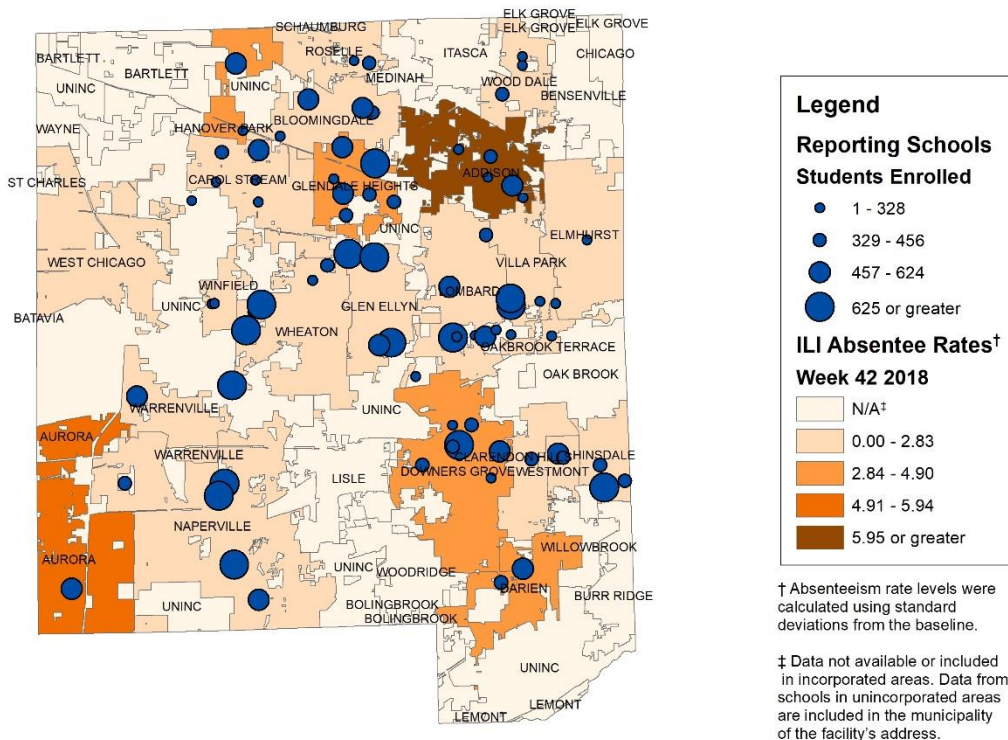 ELK GROVE
ELK GROVE
ELK GROVE
SCHAUMBURG
ROSELLE
ITASCA
CHICAGO
BARTLETT
BARTLETT
MEDINAH
UNINC
UNINC
WOOD DALE
BENSENVILLE
WAYNE
HANOVER PARK
BLOOMINGDALE
ST CHARLES
CAROL STREAM
GLENDALE HEIGHTS
ADDISON
UNINC
ELMHURST
WEST CHICAGO
VILLA PARK
WINFIELD
UNINC
LOMBARD
BATAVIA
GLEN ELLYN
WHEATON
OAKBROOK TERRACE
OAK BROOK
UNINC
WARRENVILLE
AURORA
WARRENVILLE
CLARENDON HILLS
HINSDALE
DOWNERS GROVE
WESTMONT
LISLE
NAPERVILLE
WILLOWBROOK
AURORA
UNINC
WOODRIDGE
DARIEN
BURR RIDGE
UNINC
BOLINGBROOK
BOLINGBROOK
UNINC
LEMONT
LEMONT
Legend
Reporting Schools
Students Enrolled
1 - 328
329 - 456
457 - 624
625 or greater
ILI Absentee Rates†
Week 42 2018
N/A‡
0.00 - 2.83
2.84 - 4.90
4.91 - 5.94
5.95 or greater
† Absenteeism rate levels were
calculated using standard
deviations from the baseline.
‡ Data not available or included
in incorporated areas. Data from
schools in unincorporated areas
are included in the municipality
of the facility's address.